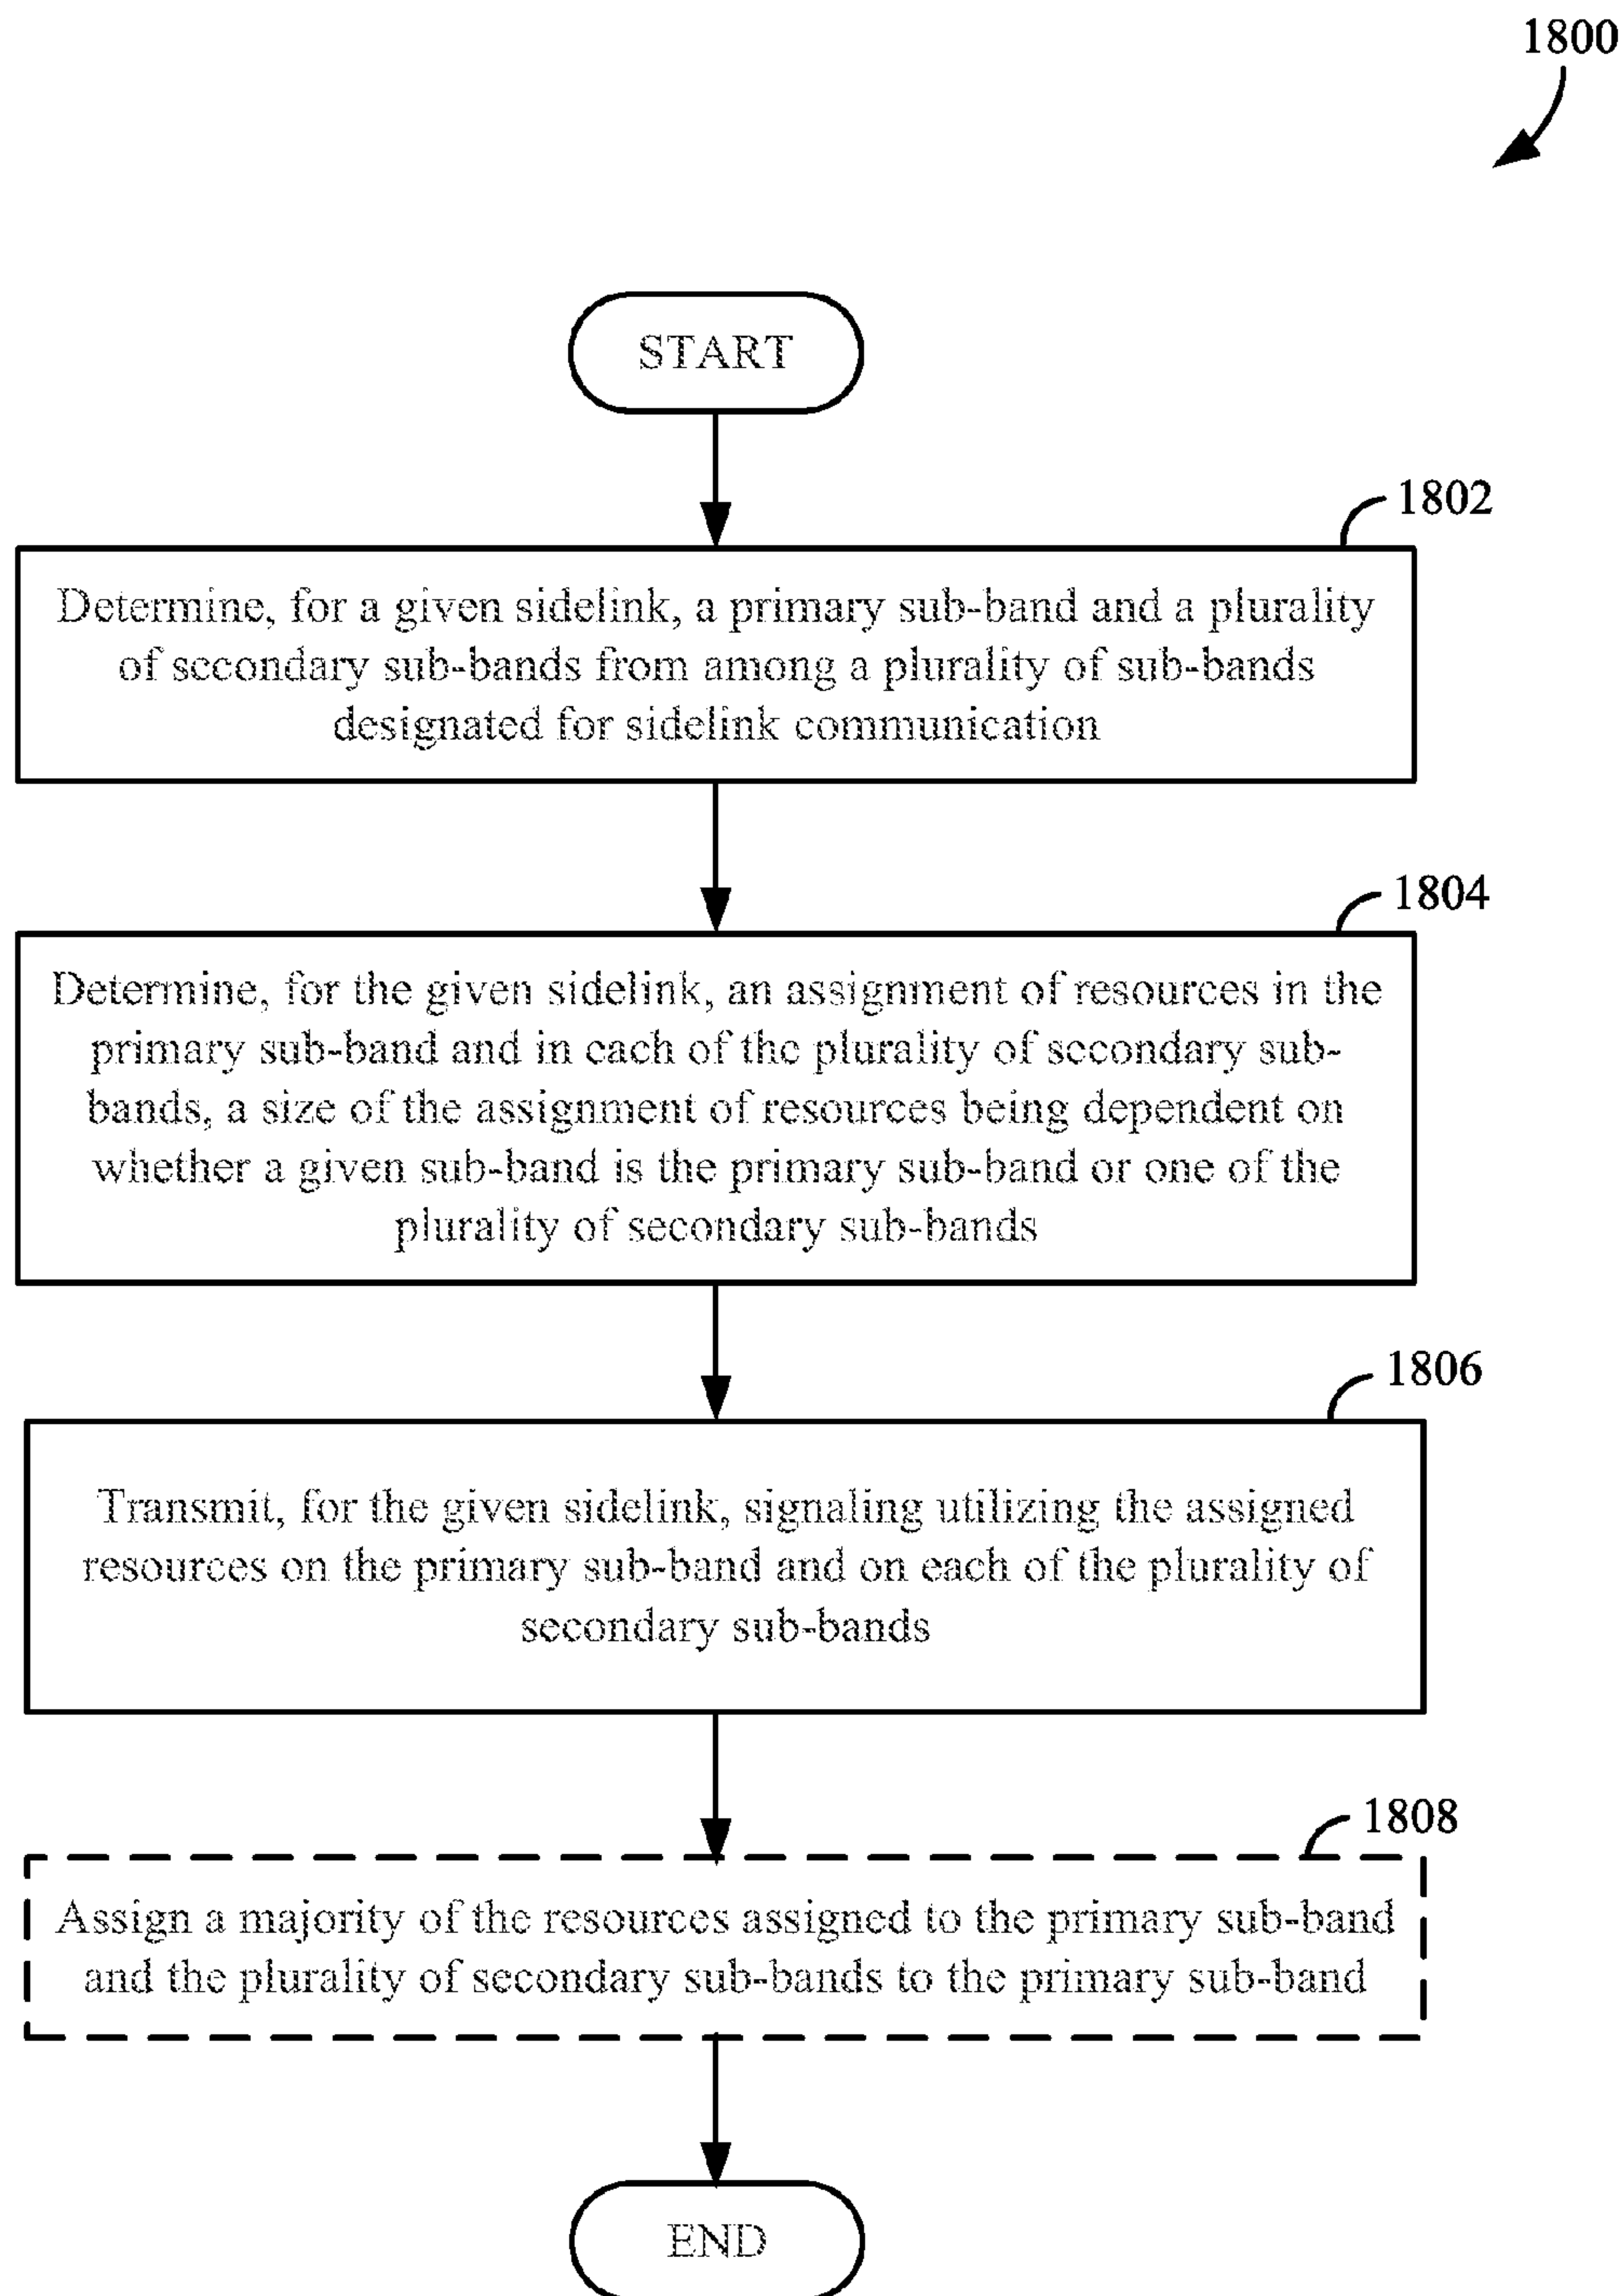 1800
START
1802
Determine, for a given sidelink, a primary sub-band and a plurality
of secondary sub-bands from among a plurality of sub-bands
designated for sidelink communication
1804
Determine, for the given sidelink, an assignment of resources in the
primary sub-band and in each of the plurality of secondary sub-
bands, a size of the assignment of resources being dependent on
whether a given sub-band is the primary sub-band or one of the
plurality of secondary sub-bands
1806
Transmit, for the given sidelink, signaling utilizing the assigned
resources on the primary sub-band and on each of the plurality of
secondary sub-bands
1808
Assign a majority of the resources assigned to the primary sub-band
and the plurality of secondary sub-bands to the primary sub-band
END